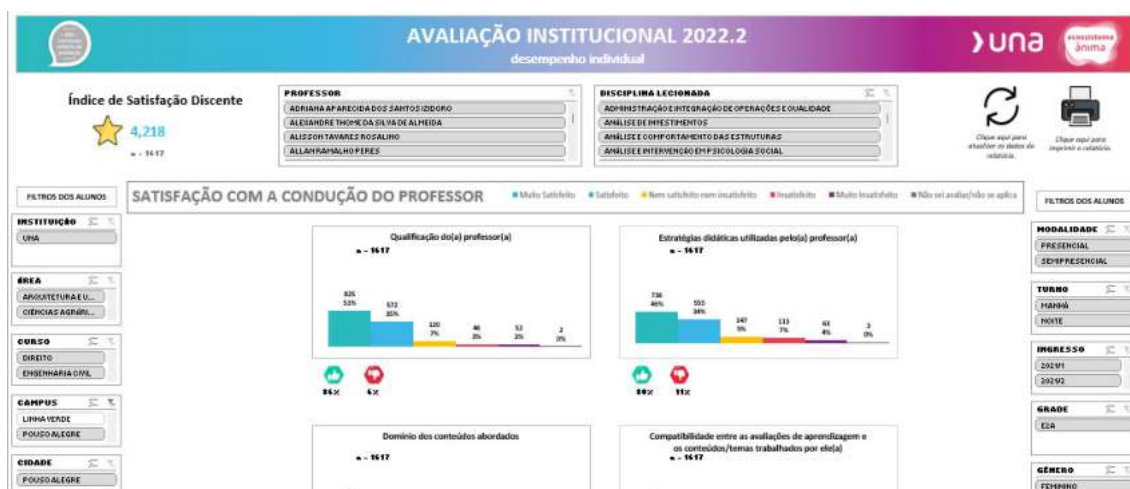 AVALIAÇÃO INSTITUCIONAL 2022.2
desempenho individual
una
ecossistema
ânima
Índice de Satisfação Discente
4,218
n - 1617
PROFESSOR
ADRIANA APARECIDA DOS SANTOS IZIDORO
ALEXANDRE THOME DA SILVA DE ALMEIDA
ALISSON TAVARES ROSALINO
ALLAN RAMALHO PERES
DISCIPLINA LECIONADA
ADMINISTRAÇÃO E INTEGRAÇÃO DE OPERAÇÕES E QUALIDADE
ANÁLISE DE INVESTIMENTOS
ANÁLISE E COMPORTAMENTO DAS ESTRUTURAS
ANÁLISE E INTERVENÇÃO EM PSICOLOGIA SOCIAL
Clique aqui para
atualizar os dados do
relatório.
Clique aqui para
imprimir o relatório.
FILTROS DOS ALUNOS
SATISFAÇÃO COM A CONDUÇÃO DO PROFESSOR
Muito Satisfeito
Satisfeito
Nem satisfeito nem insatisfeito
Insatisfeito
Muito Insatisfeito
Não sei avaliar/não se aplica
FILTROS DOS ALUNOS
INSTITUIÇÃO
UNA
ÁREA
ARQUITETURA E U...
CIÊNCIAS AGRÁRI...
CURSO
DIREITO
ENGENHARIA CIVIL
CAMPUS
LINHA VERDE
POUSO ALEGRE
CIDADE
POUSO ALEGRE
Qualificação do(a) professor(a)
n - 1617
825
51%
572
35%
120
7%
46
3%
52
3%
2
0%
86%
6%
Estratégias didáticas utilizadas pelo(a) professor(a)
n - 1617
736
46%
555
34%
147
9%
113
7%
63
4%
3
0%
80%
11%
Domínio dos conteúdos abordados
n - 1617
Compatibilidade entre as avaliações de aprendizagem e
os conteúdos/temas trabalhados por ele(a)
n - 1617
MODALIDADE
PRESENCIAL
SEMIPRESENCIAL
TURNO
MANHÃ
NOITE
INGRESSO
2021/1
2021/2
GRADE
E2A
GÊNERO
FEMININO